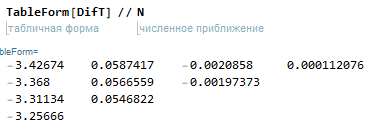 TableForm[DifT] // N
табличная форма численное приближение
bleForm=
-3.42674 0.0587417 -0.0020858 0.000112076
-3.368 0.0566559 -0.00197373
-3.31134 0.0546822
-3.25666